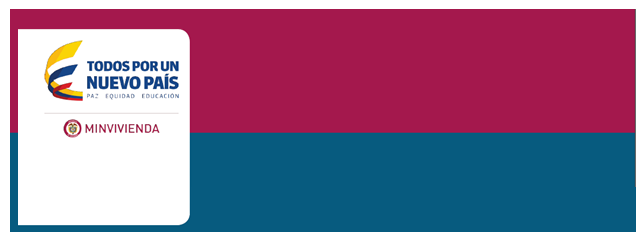 TODOS POR UN
NUEVO PAÍS
PAZ EQUIDAD EDUCACIÓN
MINVIVIENDA